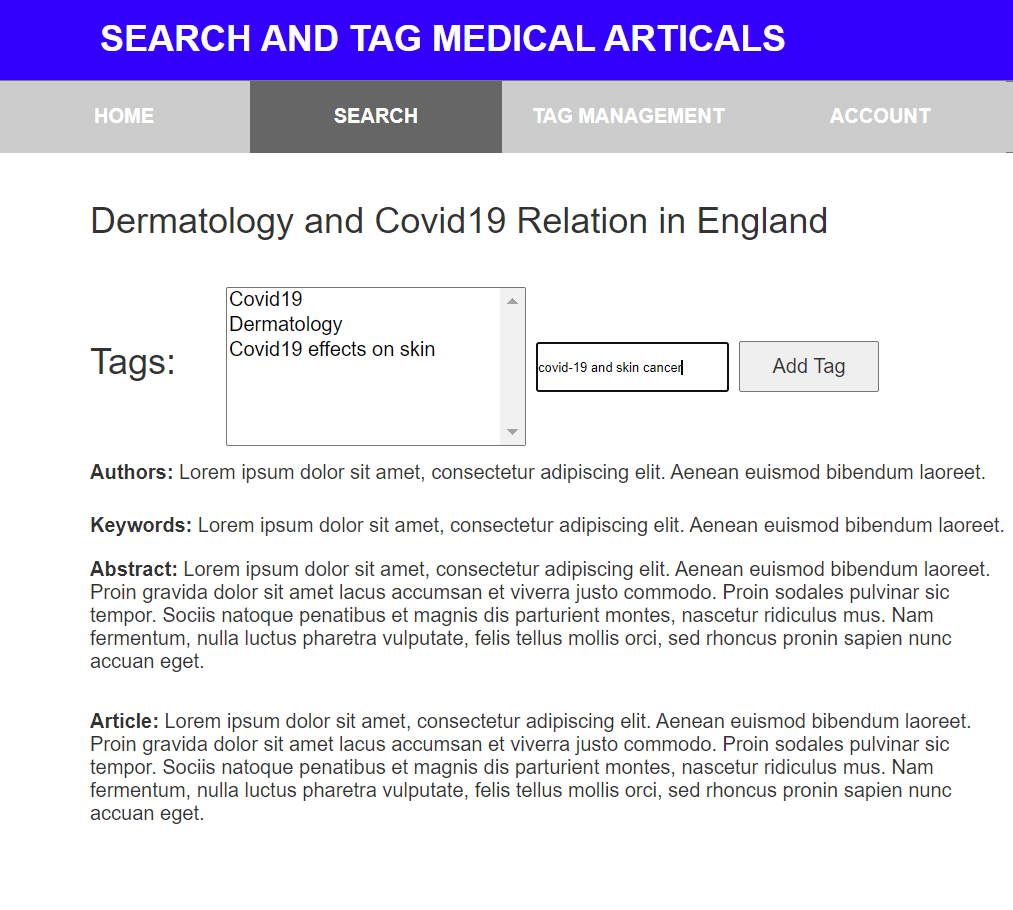 SEARCH AND TAG MEDICAL ARTICALS
HOME SEARCH TAG MANAGEMENT ACCOUNT
Dermatology and Covid19 Relation in England
Tags:
Covid19
Dermatology
Covid19 effects on skin
covid-19 and skin cancer
Add Tag
Authors: Lorem ipsum dolor sit amet, consectetur adipiscing elit. Aenean euismod bibendum laoreet.
Keywords: Lorem ipsum dolor sit amet, consectetur adipiscing elit. Aenean euismod bibendum laoreet.
Abstract: Lorem ipsum dolor sit amet, consectetur adipiscing elit. Aenean euismod bibendum laoreet.
Proin gravida dolor sit amet lacus accumsan et viverra justo commodo. Proin sodales pulvinar sic
tempor. Sociis natoque penatibus et magnis dis parturient montes, nascetur ridiculus mus. Nam
fermentum, nulla luctus pharetra vulputate, felis tellus mollis orci, sed rhoncus pronin sapien nunc
accuan eget.
Article: Lorem ipsum dolor sit amet, consectetur adipiscing elit. Aenean euismod bibendum laoreet.
Proin gravida dolor sit amet lacus accumsan et viverra justo commodo. Proin sodales pulvinar sic
tempor. Sociis natoque penatibus et magnis dis parturient montes, nascetur ridiculus mus. Nam
fermentum, nulla luctus pharetra vulputate, felis tellus mollis orci, sed rhoncus pronin sapien nunc
accuan eget.